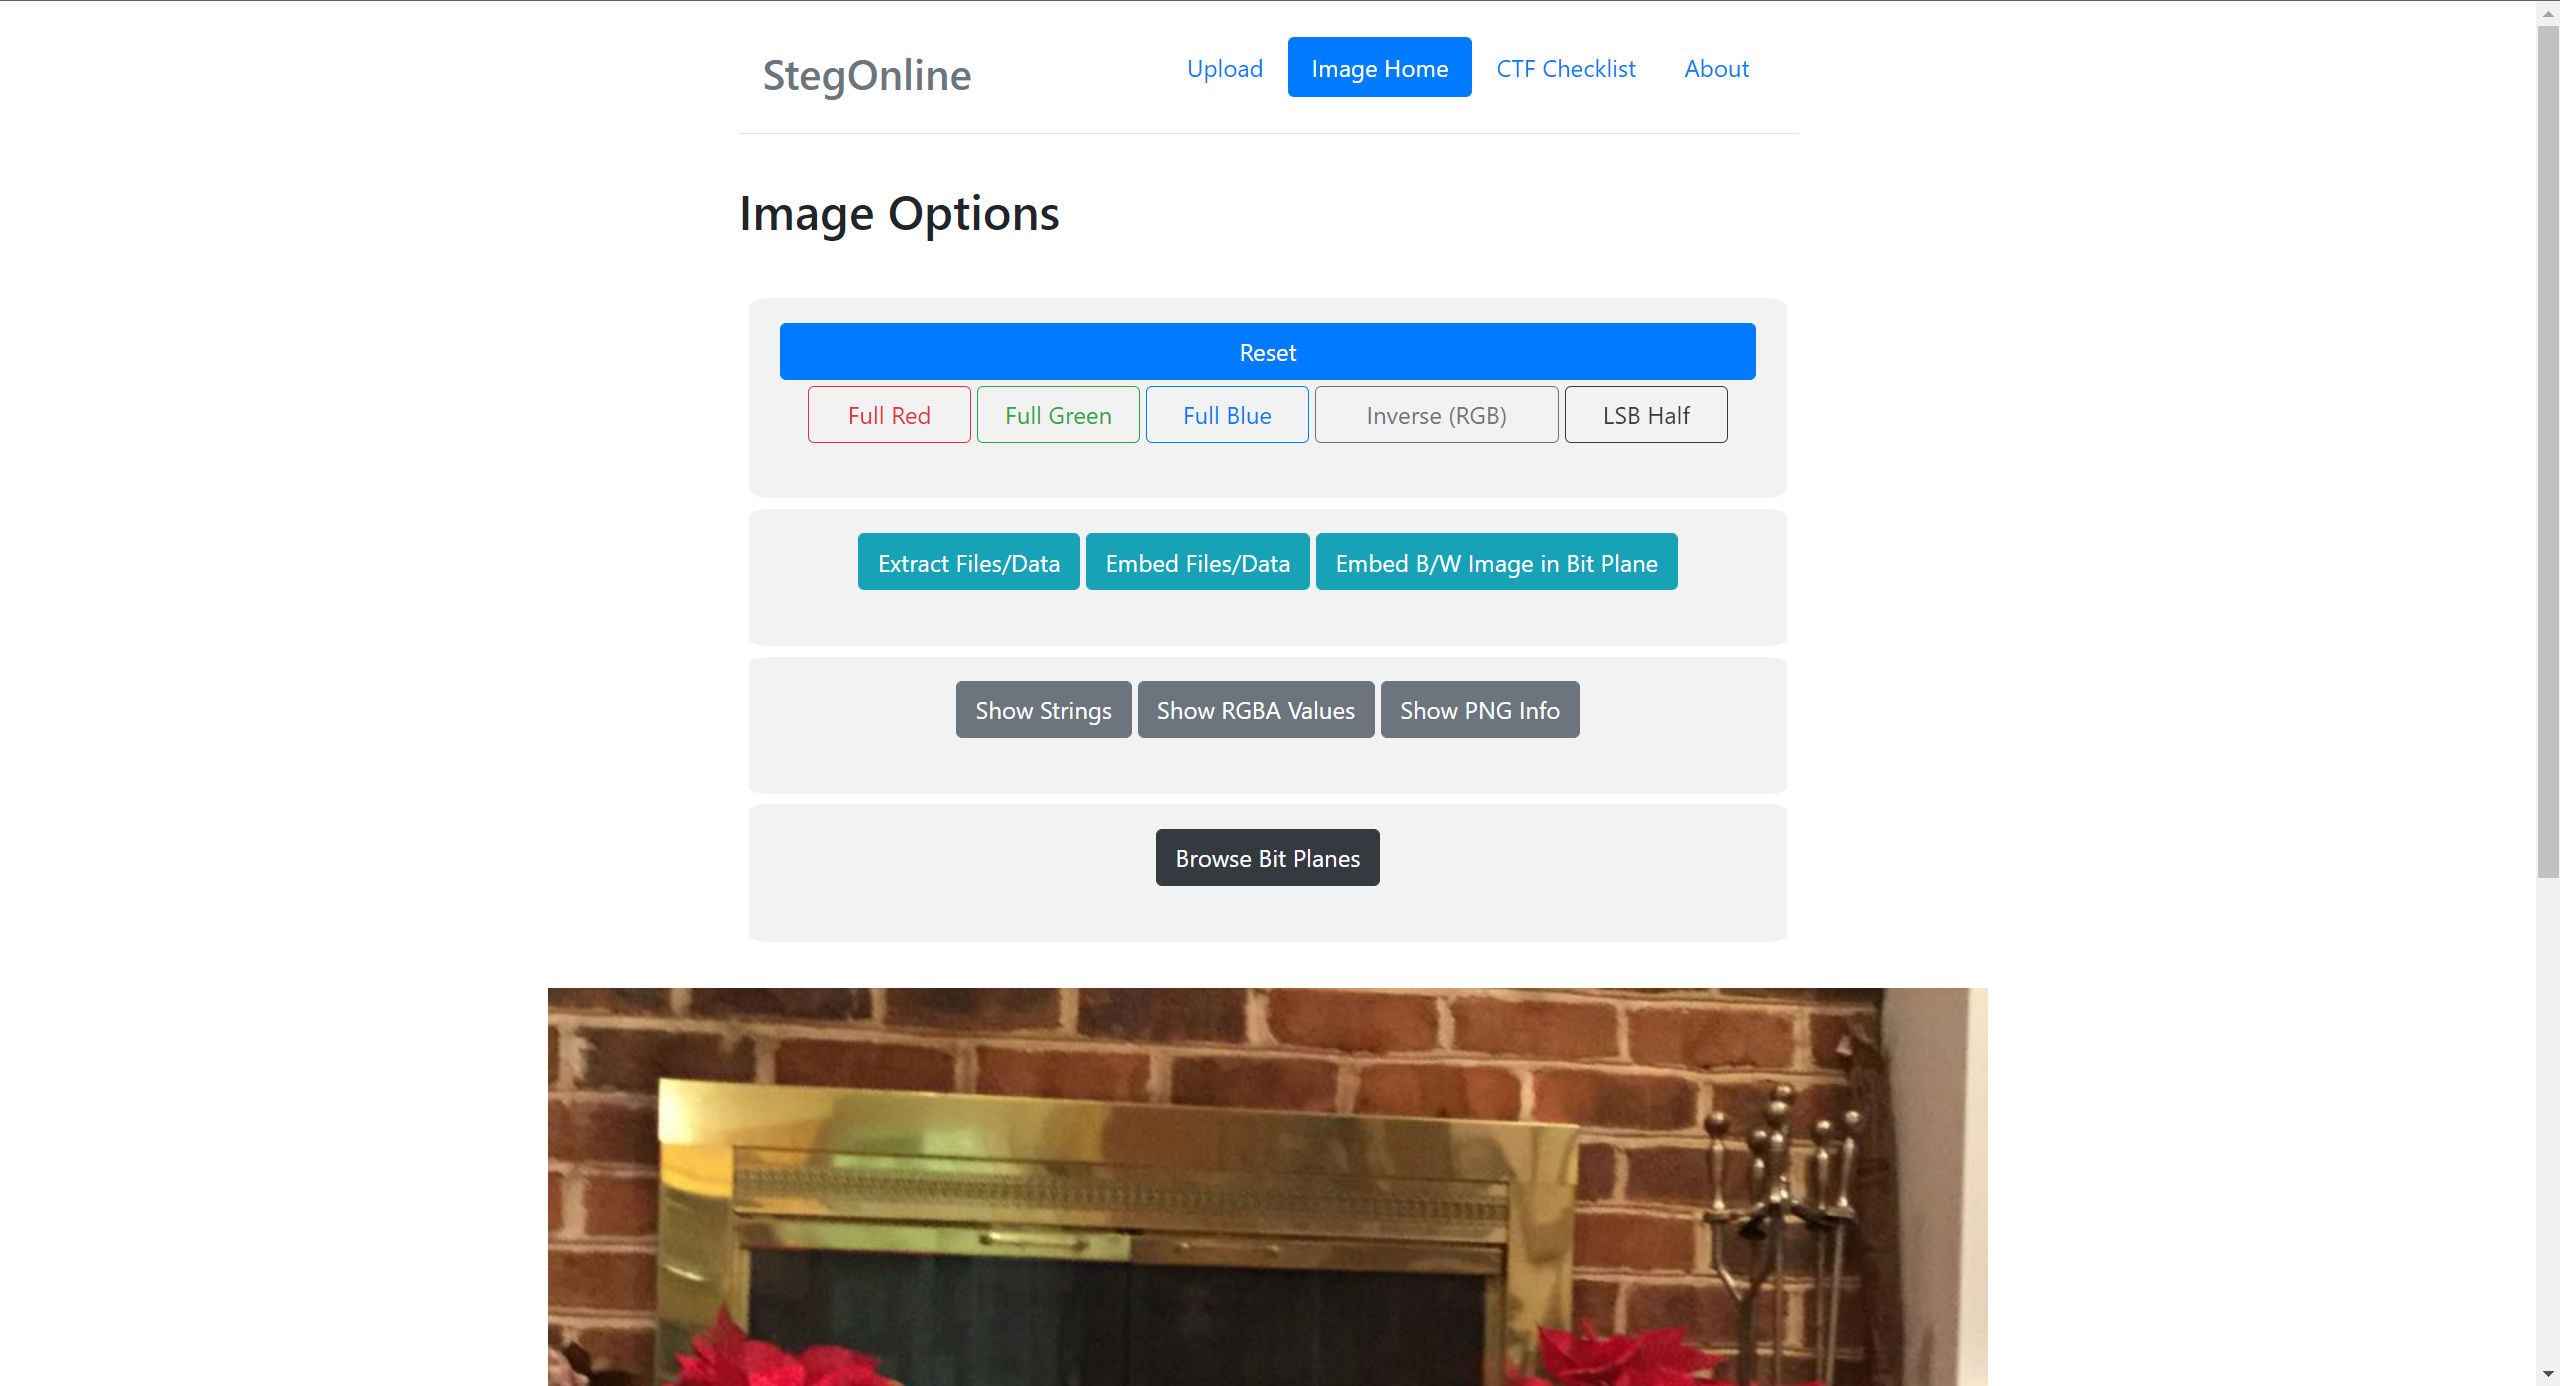 StegOnline
Upload Image Home CTF Checklist About
Image Options
Reset
Full Red Full Green Full Blue Inverse (RGB) LSB Half
Extract Files/Data Embed Files/Data Embed B/W Image in Bit Plane
Show Strings Show RGBA Values Show PNG Info
Browse Bit Planes